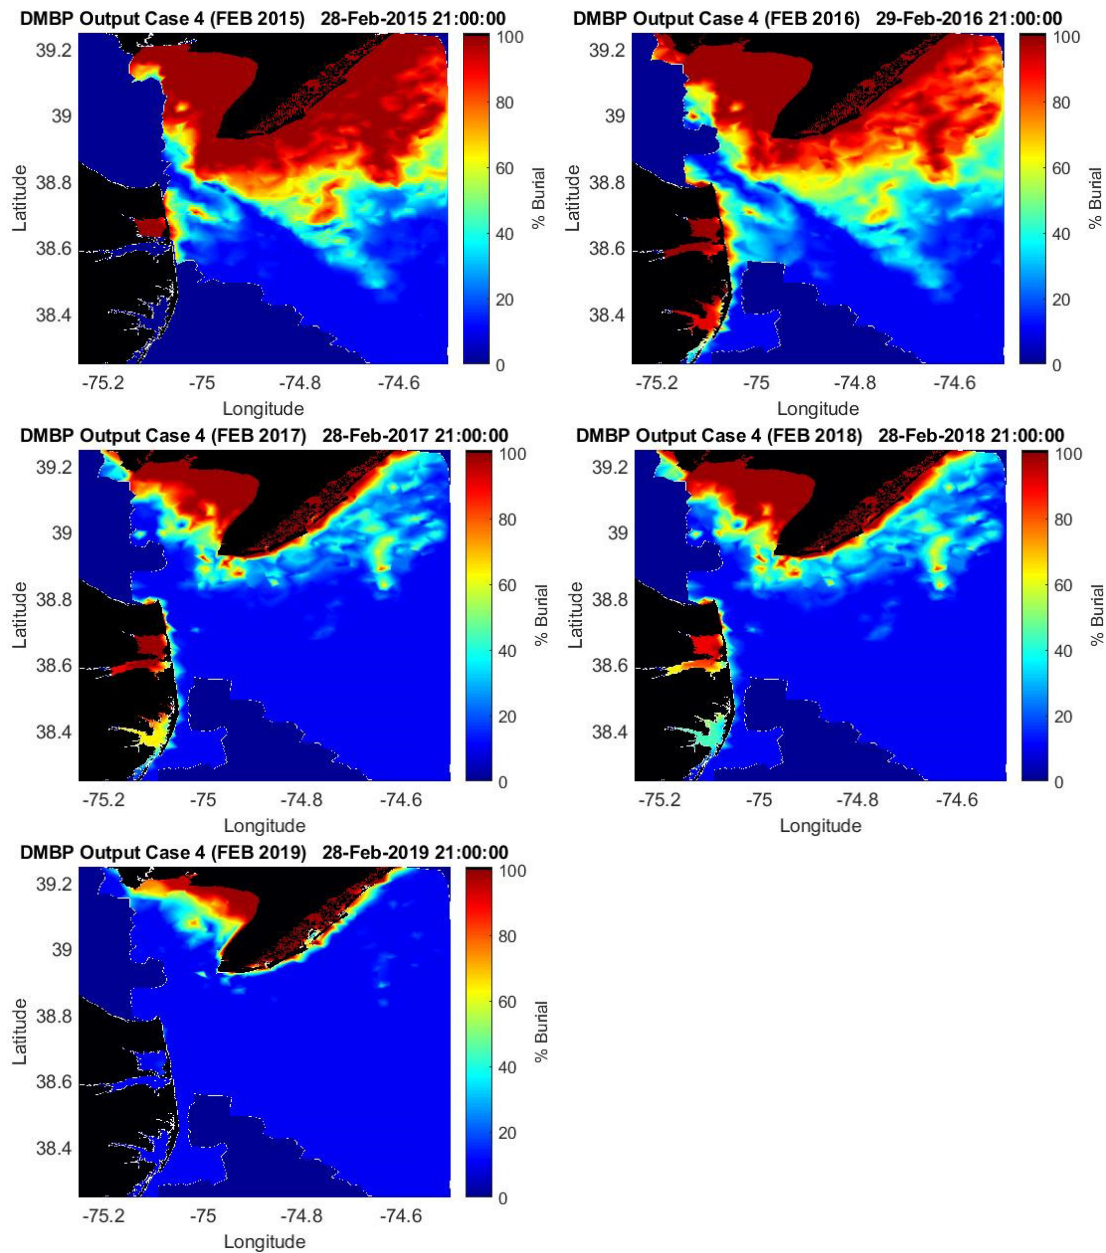 DMBP Output Case 4 (FEB 2015) 28-Feb-2015 21:00:00
39.2
39
38.8
38.6
38.4
Latitude
-75.2 -75 -74.8 -74.6
Longitude
100
80
60
40
20
0
% Burial
DMBP Output Case 4 (FEB 2016) 29-Feb-2016 21:00:00
39.2
39
38.8
38.6
38.4
Latitude
-75.2 -75 -74.8 -74.6
Longitude
100
80
60
40
20
0
% Burial
DMBP Output Case 4 (FEB 2017) 28-Feb-2017 21:00:00
39.2
39
38.8
38.6
38.4
Latitude
-75.2 -75 -74.8 -74.6
Longitude
100
80
60
40
20
0
% Burial
DMBP Output Case 4 (FEB 2018) 28-Feb-2018 21:00:00
39.2
39
38.8
38.6
38.4
Latitude
-75.2 -75 -74.8 -74.6
Longitude
100
80
60
40
20
0
% Burial
DMBP Output Case 4 (FEB 2019) 28-Feb-2019 21:00:00
39.2
39
38.8
38.6
38.4
Latitude
-75.2 -75 -74.8 -74.6
Longitude
100
80
60
40
20
0
% Burial